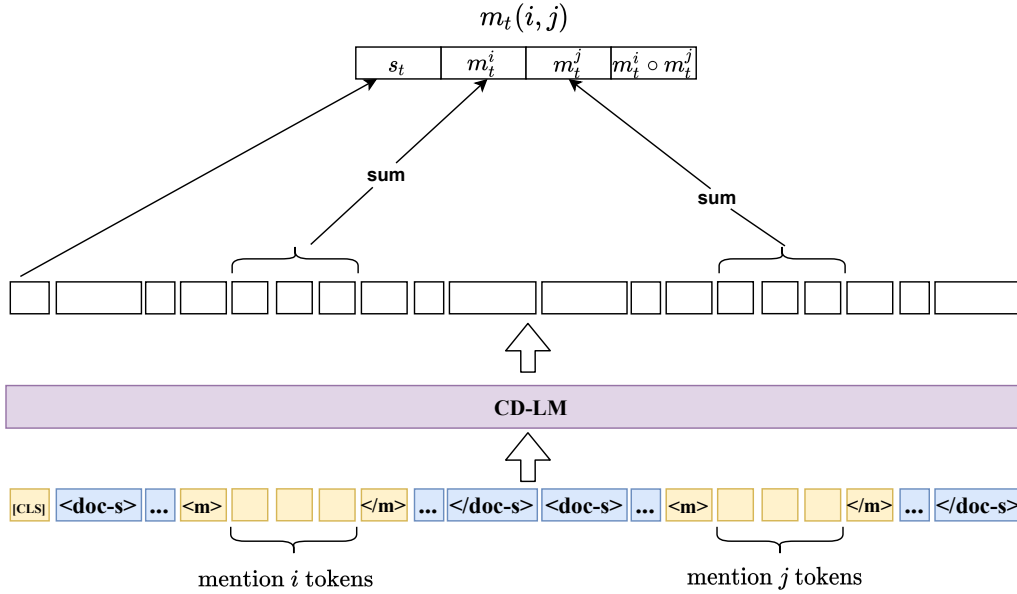 m_t(i, j)
s_t m_t^i m_t^j m_t^i ∘ m_t^j
sum
sum
CD-LM
[CLS] <doc-s> ... <m> </m> ... </doc-s> <doc-s> ... <m> </m> ... </doc-s>
mention i tokens mention j tokens